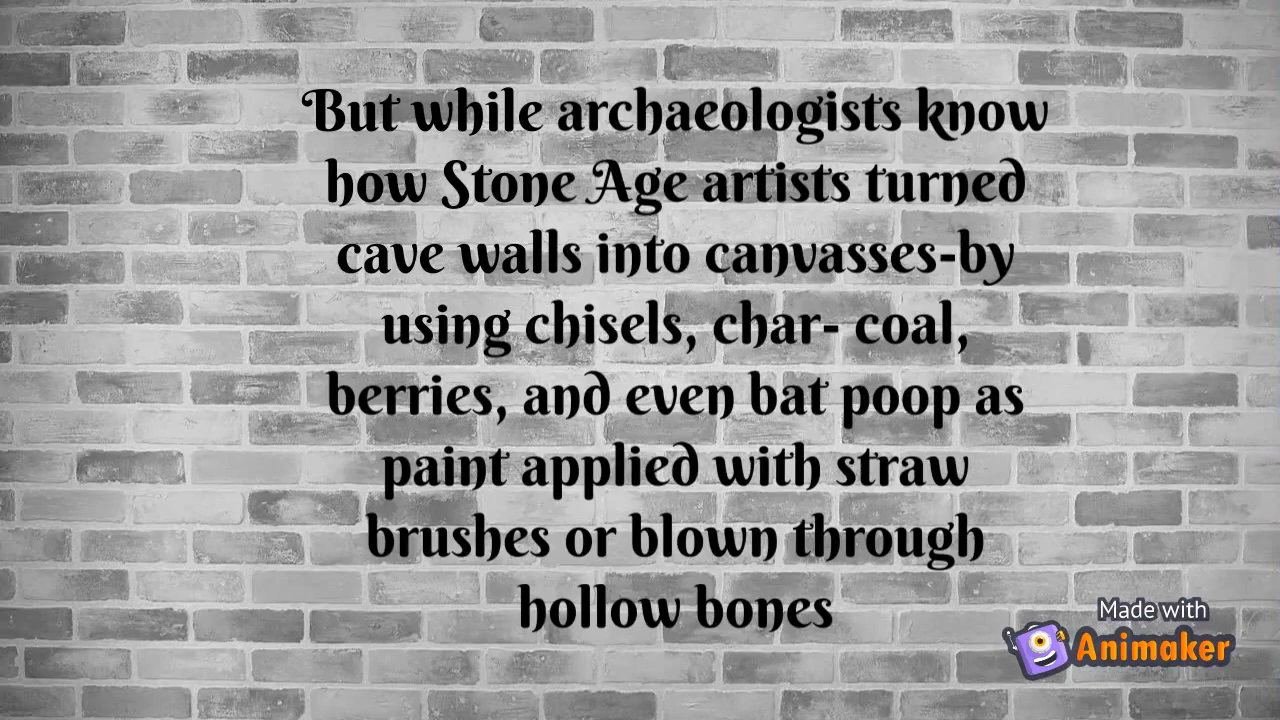 But while archaeologists know
how Stone Age artists turned
cave walls into canvasses-by
using chisels, char- coal,
berries, and even bat poop as
paint applied with straw
brushes or blown through
hollow bones
Made with
Animaker